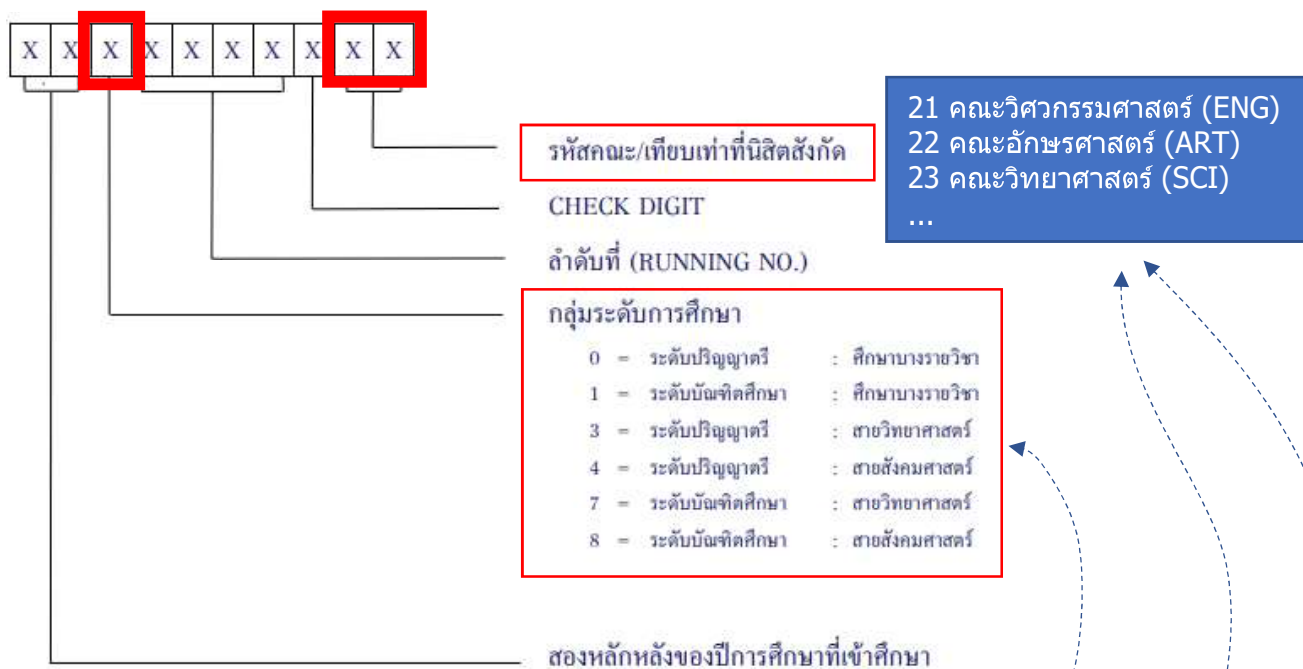 X X X X X X X X X X
21 คณะวิศวกรรมศาสตร์ (ENG)
22 คณะอักษรศาสตร์ (ART)
23 คณะวิทยาศาสตร์ (SCI)
...
รหัสคณะ/เทียบเท่าที่นิสิตสังกัด
CHECK DIGIT
ลำดับที่ (RUNNING NO.)
กลุ่มระดับการศึกษา
0 = ระดับปริญญาตรี : ศึกษาบางรายวิชา
1 = ระดับบัณฑิตศึกษา : ศึกษาบางรายวิชา
3 = ระดับปริญญาตรี : สายวิทยาศาสตร์
4 = ระดับปริญญาตรี : สายสังคมศาสตร์
7 = ระดับบัณฑิตศึกษา : สายวิทยาศาสตร์
8 = ระดับบัณฑิตศึกษา : สายสังคมศาสตร์
สองหลักหลังของปีการศึกษาที่เข้าศึกษา